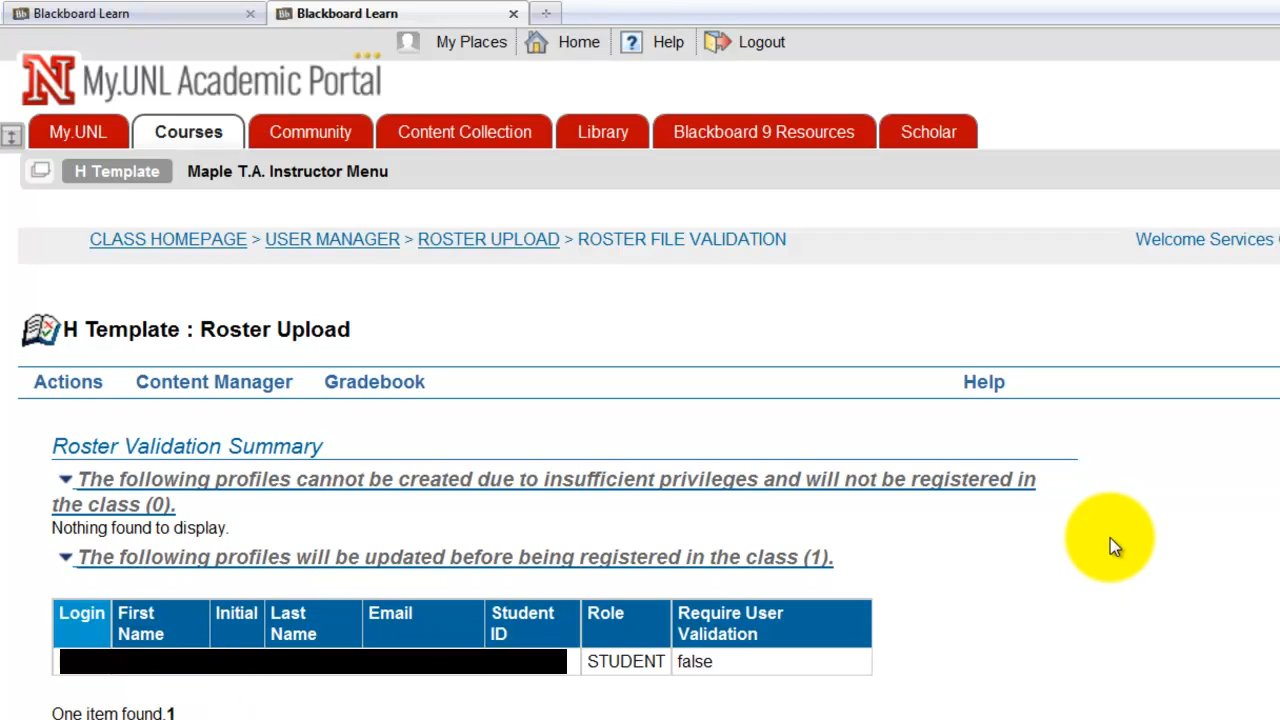 Blackboard Learn
Blackboard Learn
My Places Home Help Logout
N My.UNL Academic Portal
My.UNL Courses Community Content Collection Library Blackboard 9 Resources Scholar
H Template Maple T.A. Instructor Menu
CLASS HOMEPAGE > USER MANAGER > ROSTER UPLOAD > ROSTER FILE VALIDATION Welcome Services
H Template : Roster Upload
Actions Content Manager Gradebook Help
Roster Validation Summary
The following profiles cannot be created due to insufficient privileges and will not be registered in
the class (0).
Nothing found to display.
The following profiles will be updated before being registered in the class (1).
Login First Name Initial Last Name Email Student ID Role Require User Validation
STUDENT false
One item found.1